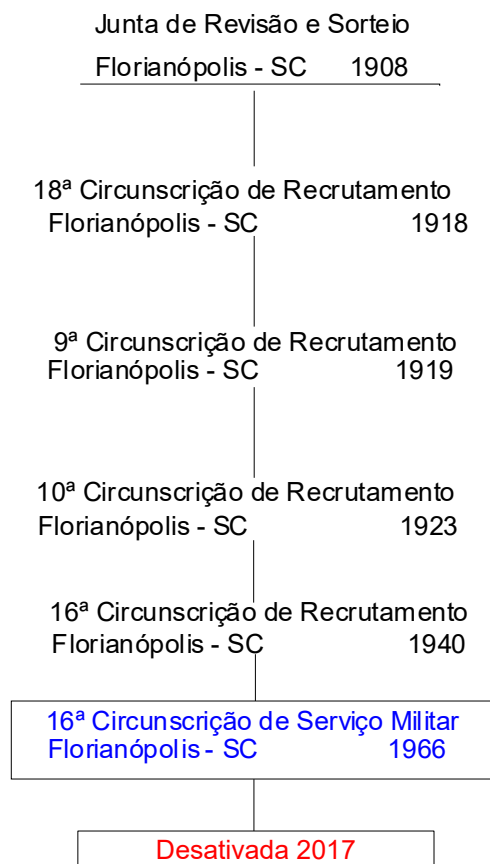 Junta de Revisão e Sorteio
Florianópolis - SC 1908
18ª Circunscrição de Recrutamento
Florianópolis - SC 1918
9ª Circunscrição de Recrutamento
Florianópolis - SC 1919
10ª Circunscrição de Recrutamento
Florianópolis - SC 1923
16ª Circunscrição de Recrutamento
Florianópolis - SC 1940
16ª Circunscrição de Serviço Militar
Florianópolis - SC 1966
Desativada 2017